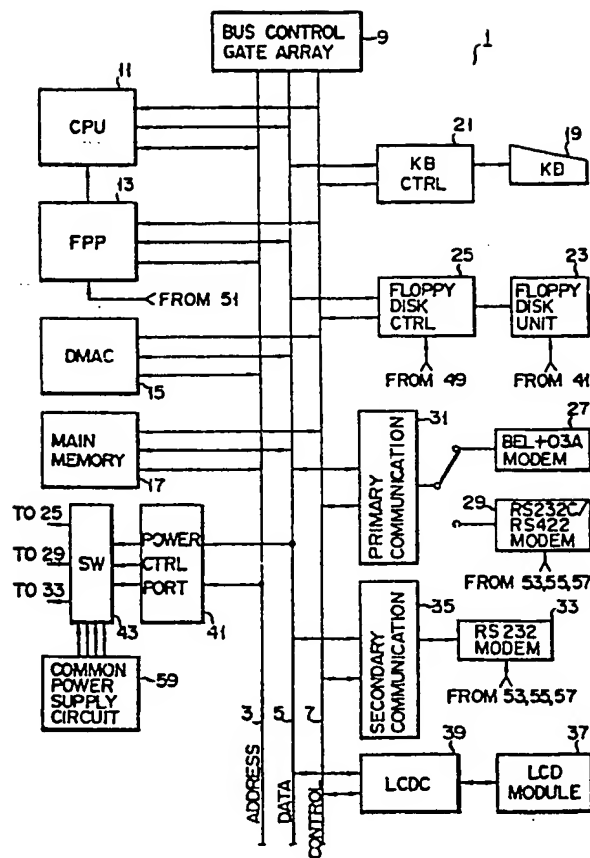 BUS CONTROL
GATE ARRAY
9
1
11
CPU
...
21
KB
CTRL
19
KD
13
FPP
FROM 51
25
FLOPPY
DISK
CTRL
23
FLOPPY
DISK
UNIT
FROM 49
FROM 41
DMAC
15
MAIN
MEMORY
17
31
PRIMARY
COMMUNICATION
27
BEL+03A
MODEM
29
RS232C/
RS422
MODEM
FROM 53,55,57
TO 25
TO 29
TO 33
SW
43
POWER
CTRL
PORT
41
35
SECONDARY
COMMUNICATION
33
RS 232
MODEM
FROM 53,55,57
COMMON
POWER
SUPPLY
CIRCUIT
59
3
ADDRESS
5
DATA
7
CONTROL
39
LCDC
37
LCD
MODULE